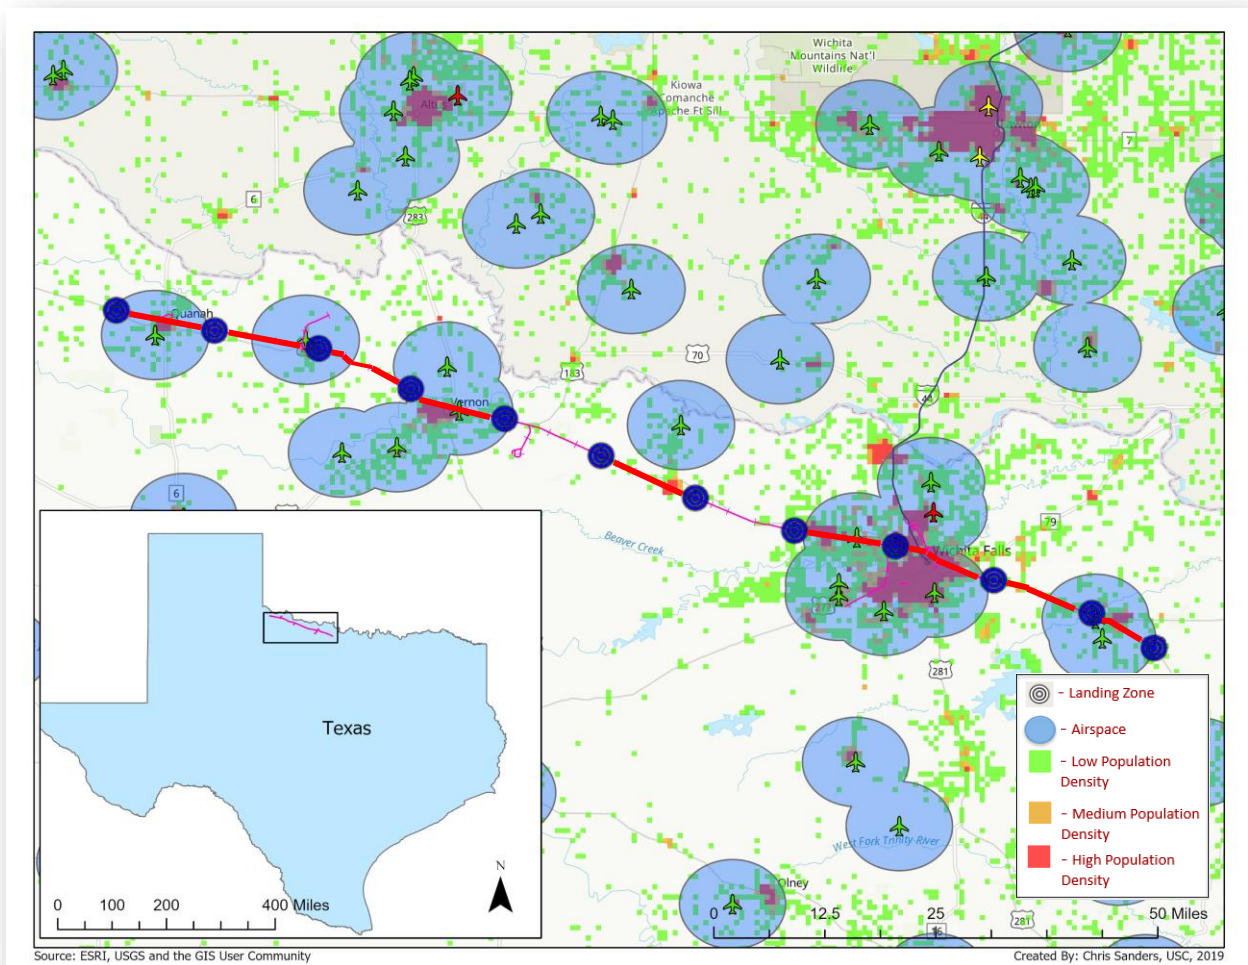 Wichita
Mountains Nat'l
Wildlife
Kiowa
Comanche
Apache Ft Sill
Altus
7
6
283
44
Quanah
70
183
44
Vernon
6
79
Beaver Creek
Wichita Falls
277
281
Texas
- Landing Zone
- Airspace
- Low Population
Density
- Medium Population
Density
- High Population
Density
West Fork Trinity River
Olney
N
0 100 200 400 Miles
0 12.5 25 50 Miles
281
16
Source: ESRI, USGS and the GIS User Community
Created By: Chris Sanders, USC, 2019